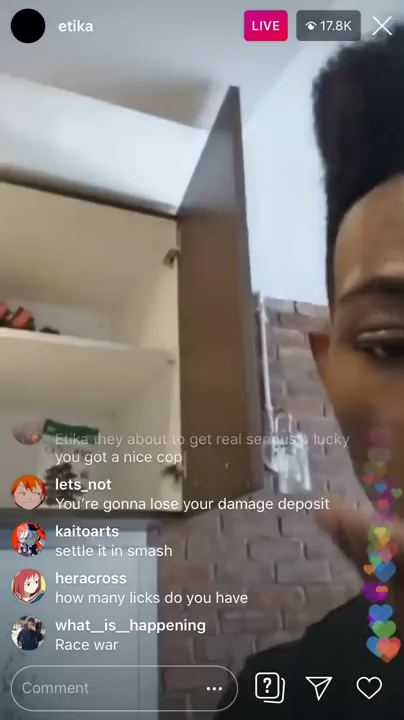 etika
LIVE
17.8K
Etika they about to get real serious u lucky
you got a nice cop
lets_not
You're gonna lose your damage deposit
kaitoarts
settle it in smash
heracross
how many licks do you have
what__is__happening
Race war
Comment